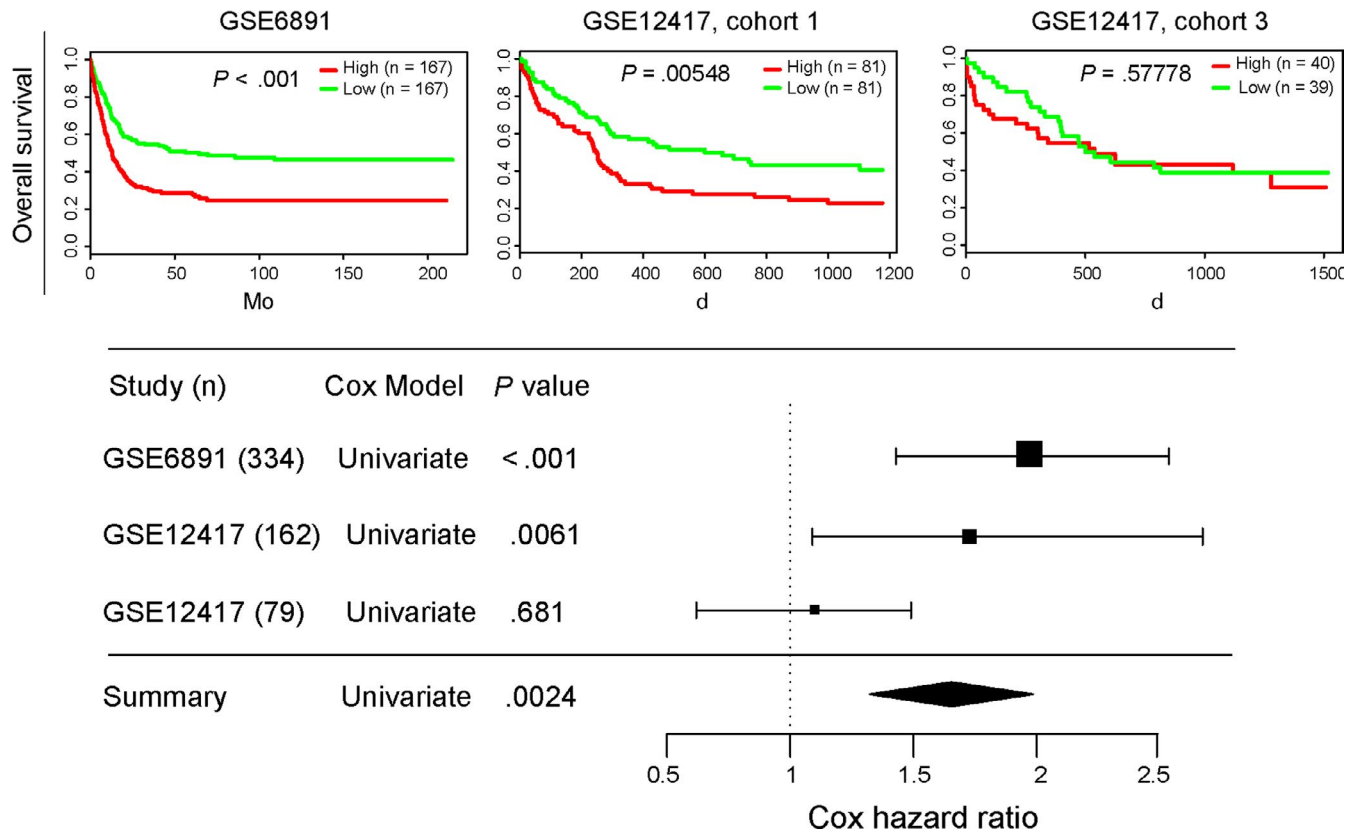 GSE6891
GSE12417, cohort 1
GSE12417, cohort 3
Overall survival
0.0 0.2 0.4 0.6 0.8 1.0
P < .001
High (n = 167)
Low (n = 167)
0 50 100 150 200
Mo
0.0 0.2 0.4 0.6 0.8 1.0
P = .00548
High (n = 81)
Low (n = 81)
0 200 400 600 800 1000 1200
d
0.0 0.2 0.4 0.6 0.8 1.0
P = .57778
High (n = 40)
Low (n = 39)
0 500 1000 1500
d
Study (n) Cox Model P value
GSE6891 (334) Univariate <.001
GSE12417 (162) Univariate .0061
GSE12417 (79) Univariate .681
Summary Univariate .0024
0.5 1 1.5 2 2.5
Cox hazard ratio